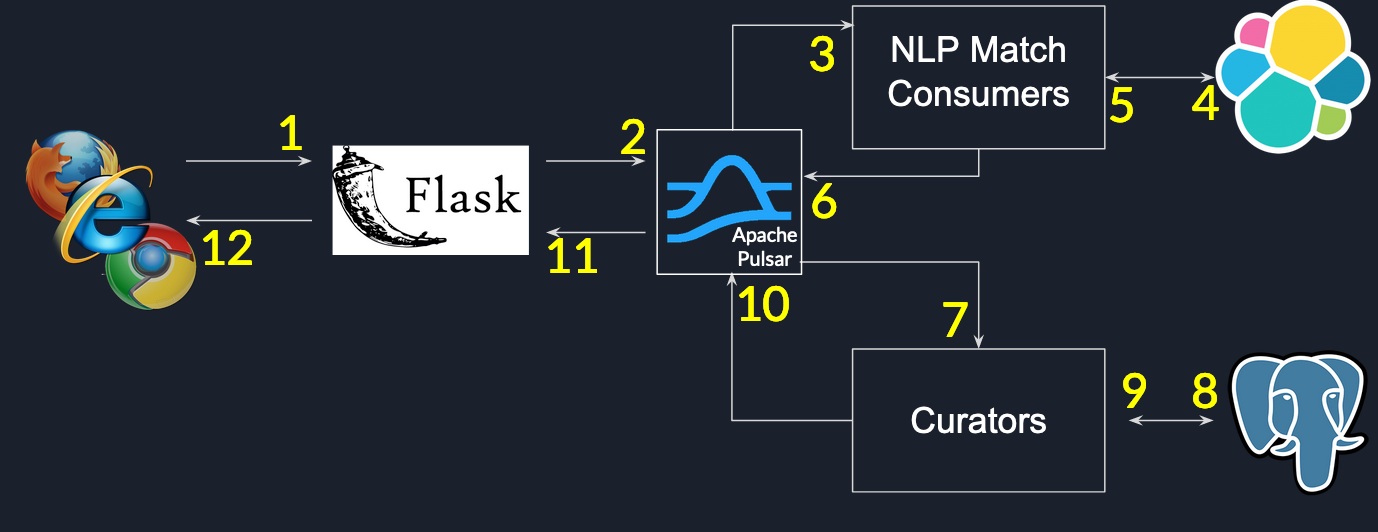 1
Flask
2
Apache
Pulsar
3
NLP Match
Consumers
5
4
6
7
Curators
9
8
10
11
12